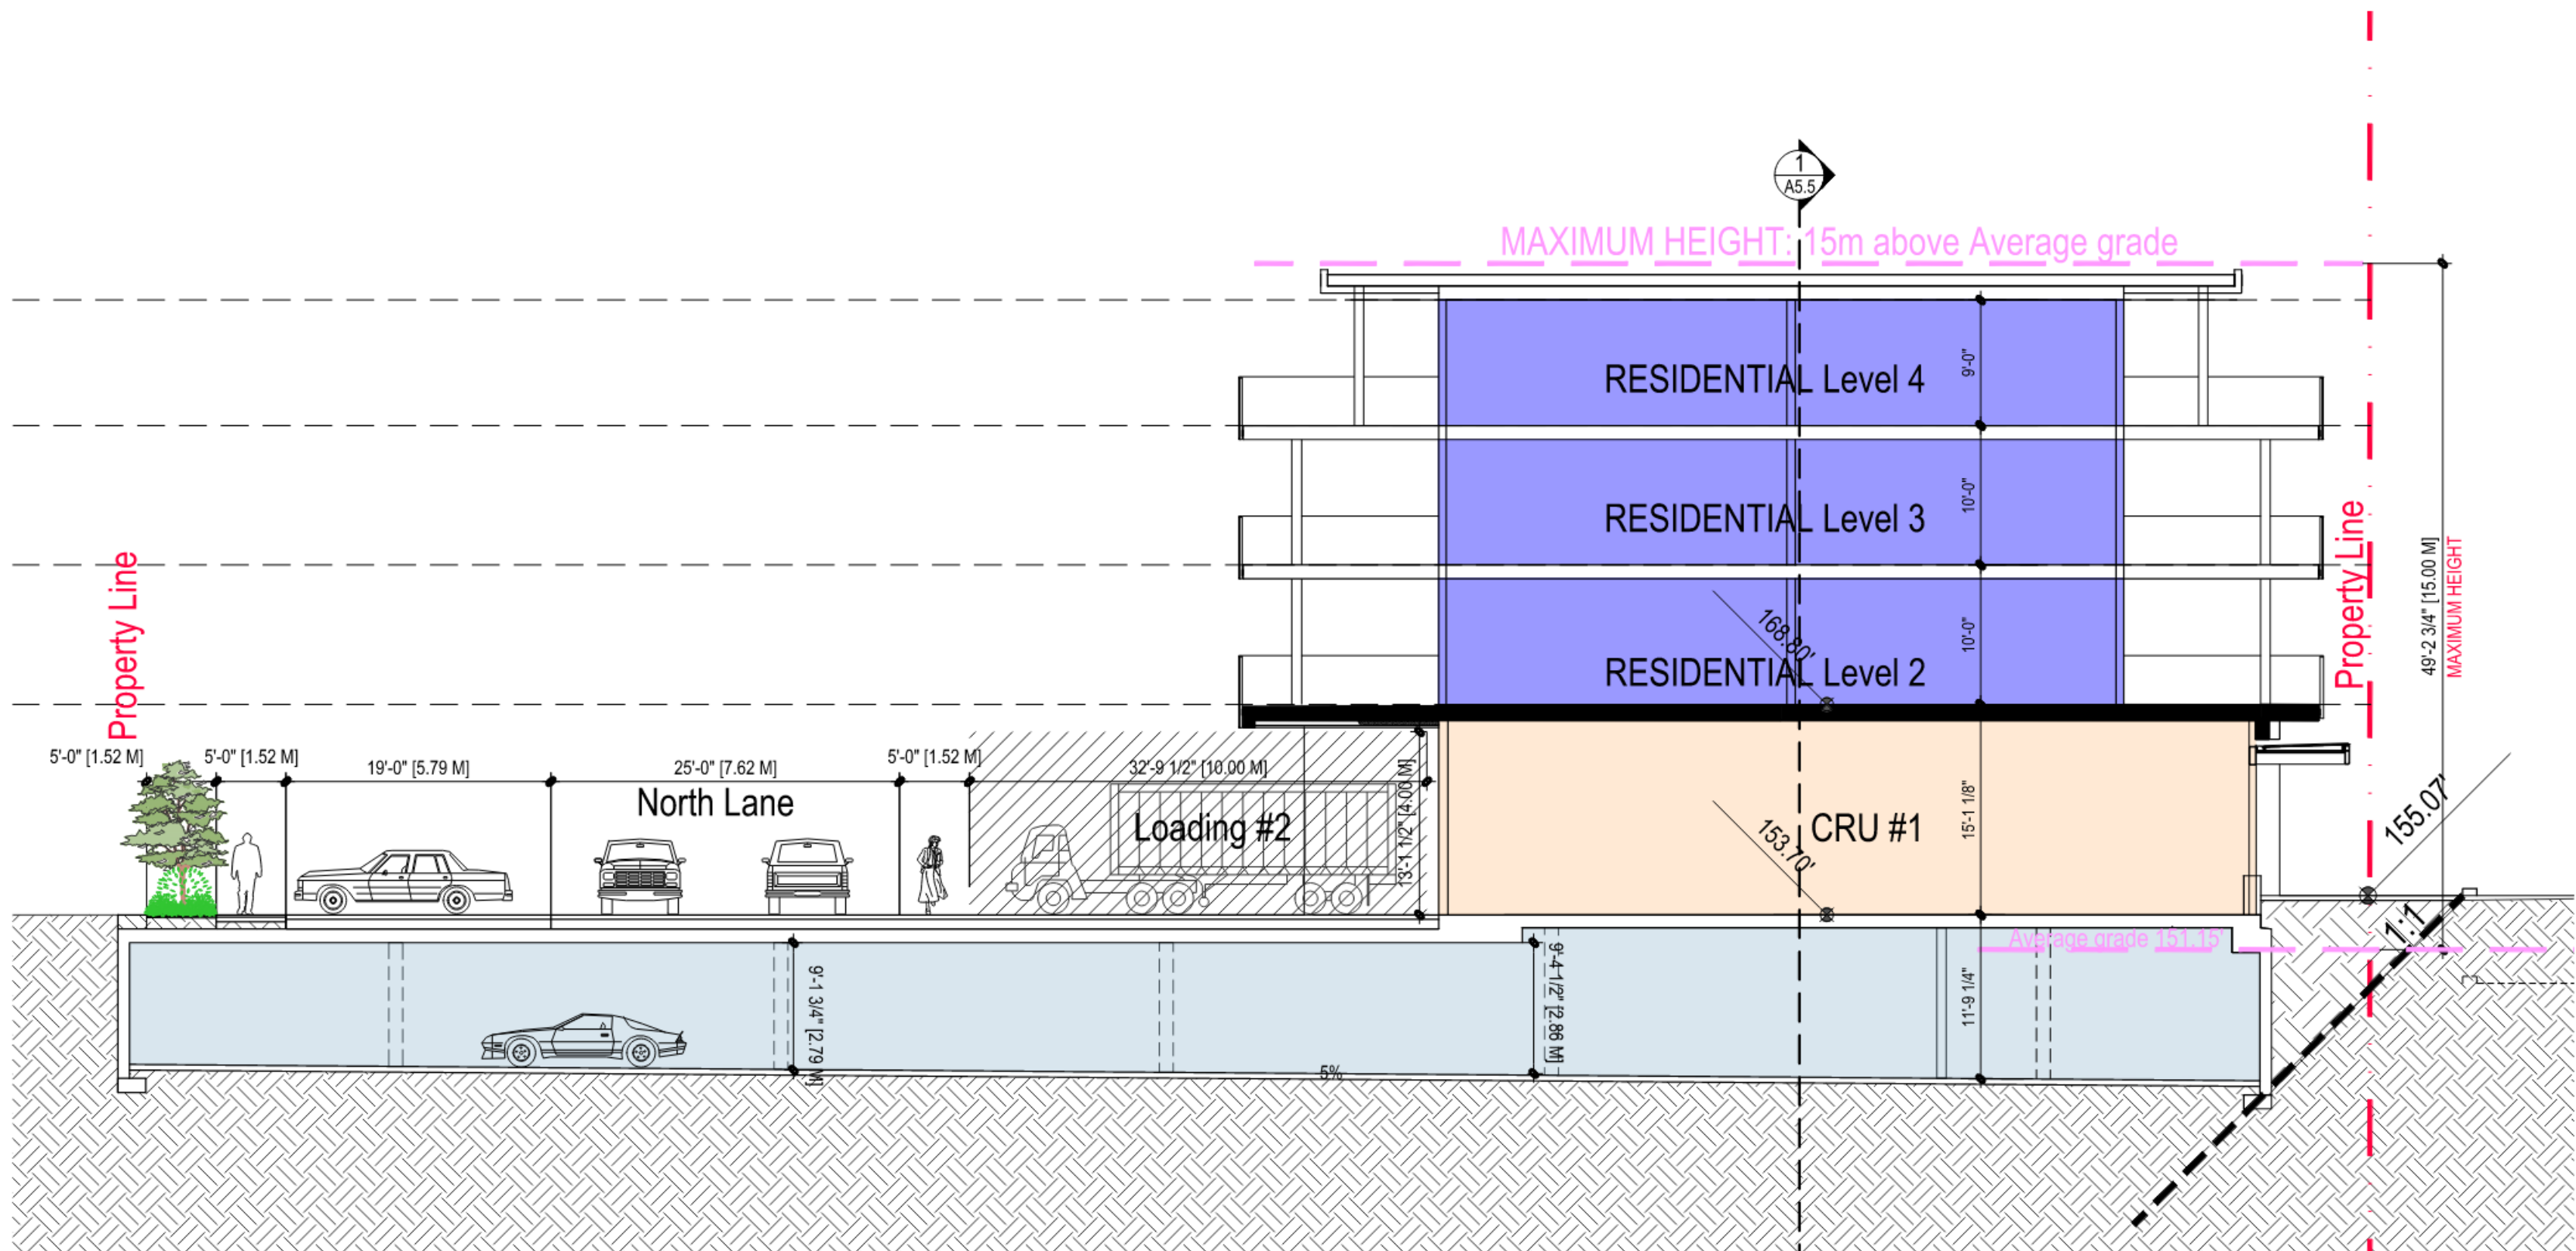 1
A5.5
MAXIMUM HEIGHT: 15m above Average grade
RESIDENTIAL Level 4
9'-0"
RESIDENTIAL Level 3
10'-0"
Property Line
49'-2 3/4" [15.00 M]
MAXIMUM HEIGHT
Property Line
168.80'
RESIDENTIAL Level 2
10'-0"
5'-0" [1.52 M]
5'-0" [1.52 M]
19'-0" [5.79 M]
25'-0" [7.62 M]
5'-0" [1.52 M]
32'-9 1/2" [10.00 M]
North Lane
Loading #2
13'-1 1/2" [4.00 M]
153.70'
CRU #1
15'-1 1/8"
155.07'
1:1
Average grade 151.15'
9'-1 3/4" [2.79 M]
9'-4 1/2" [2.86 M]
11'-9 1/4"
5%